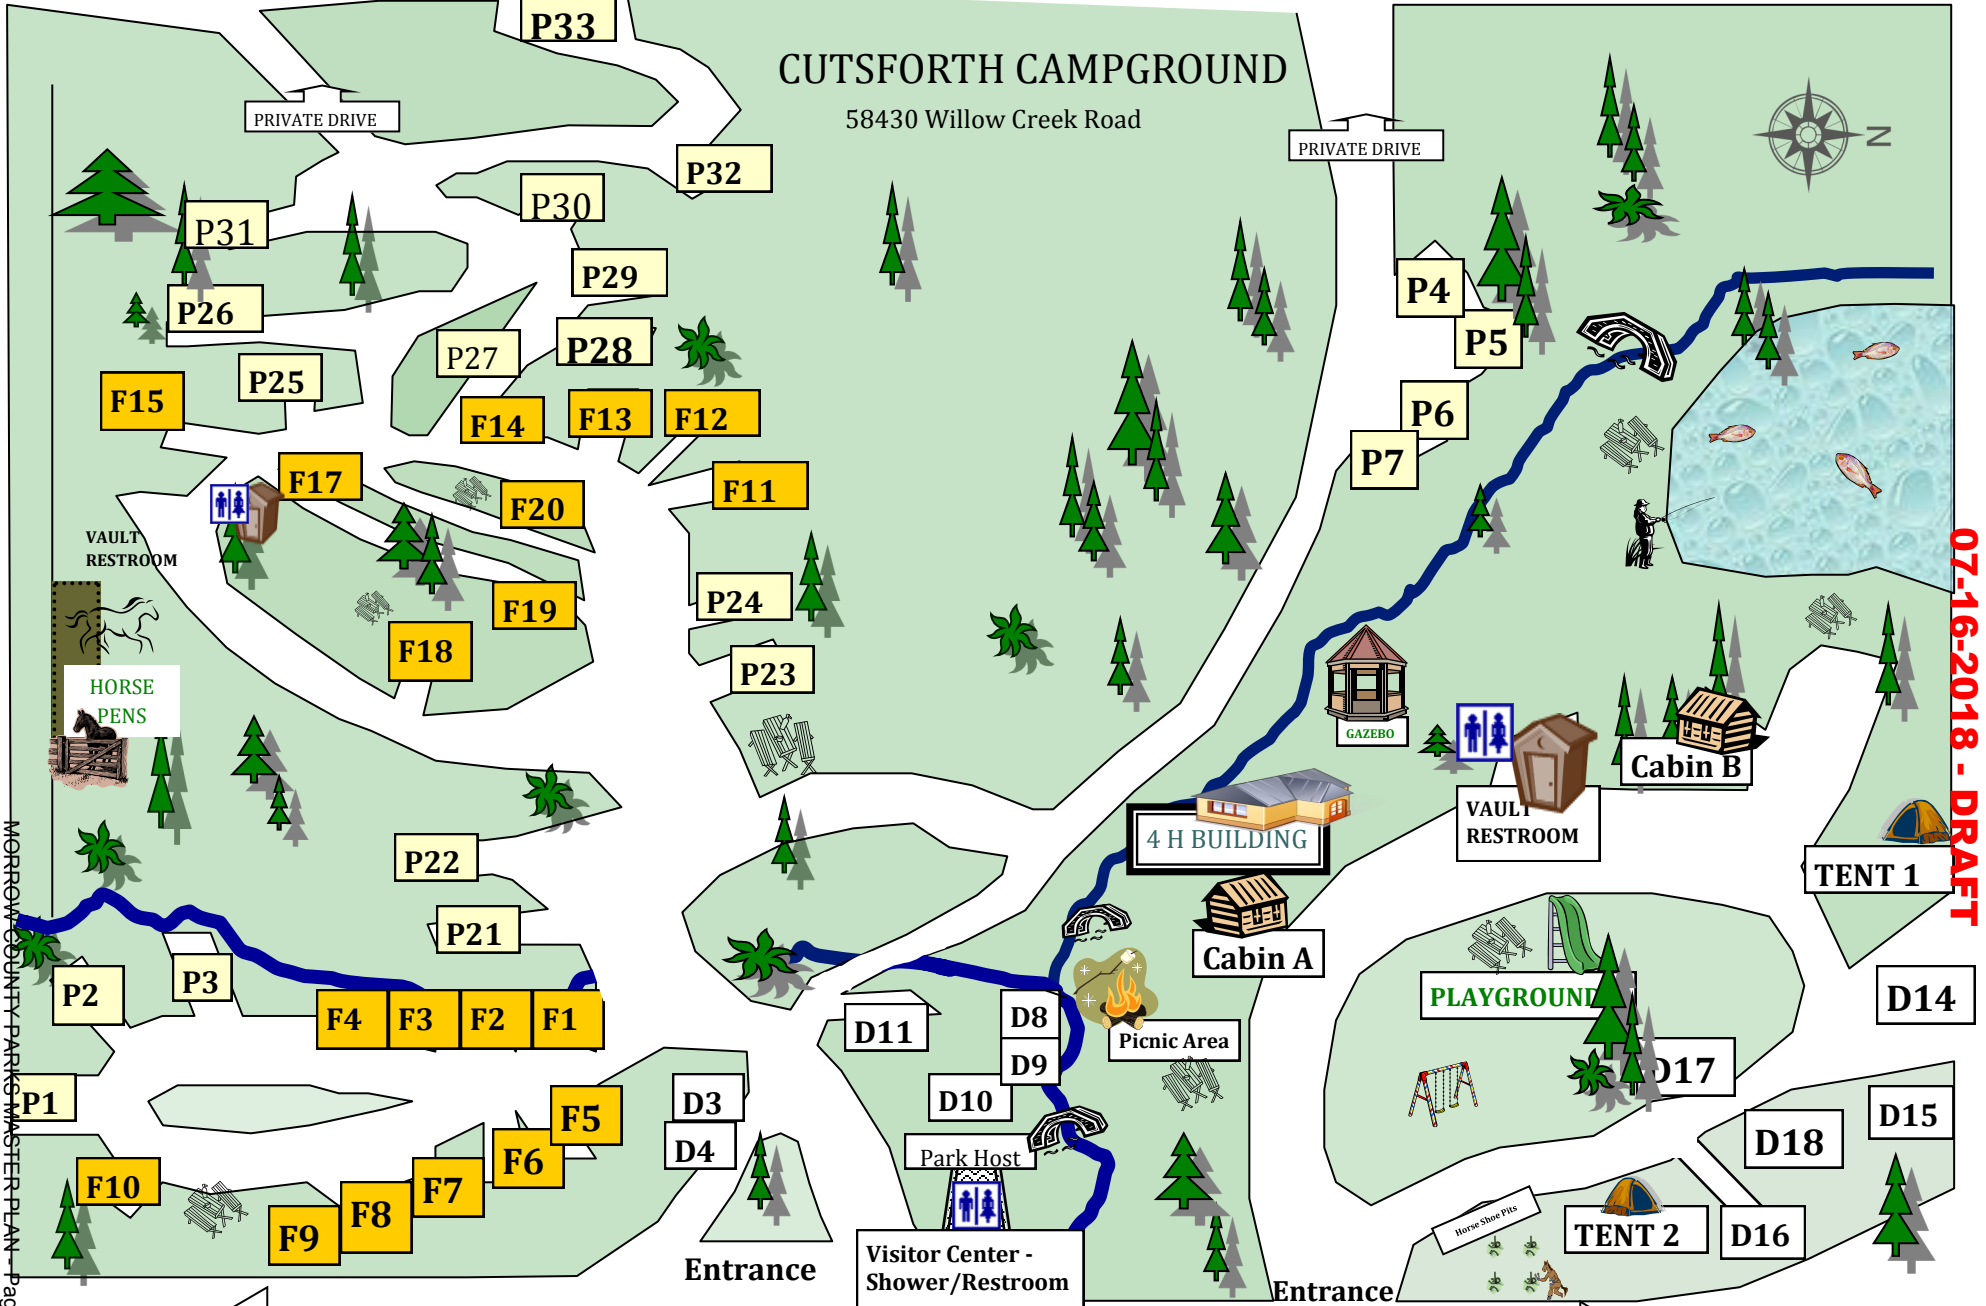 P33
CUTSFORTH CAMPGROUND
58430 Willow Creek Road
PRIVATE DRIVE
PRIVATE DRIVE
N
P32
P30
P31
P29
P26
P4
P5
P28
P27
P25
F15
F14
F13
F12
P6
P7
F17
F11
F20
VAULT
RESTROOM
F19
P24
F18
P23
HORSE
PENS
GAZEBO
Cabin B
VAULT
RESTROOM
4 H BUILDING
P22
TENT 1
P21
Cabin A
P2
P3
F4
F3
F2
F1
D11
D8
D9
Picnic Area
PLAYGROUND
D14
P1
F5
D3
D10
D17
D15
D4
F6
Park Host
D18
F10
F7
F8
F9
Horse Shoe Pits
TENT 2
D16
Entrance
Visitor Center -
Shower/Restroom
Entrance
07-16-2018 - DRAFT
MORROW COUNTY PARKS MASTER PLAN - Pag